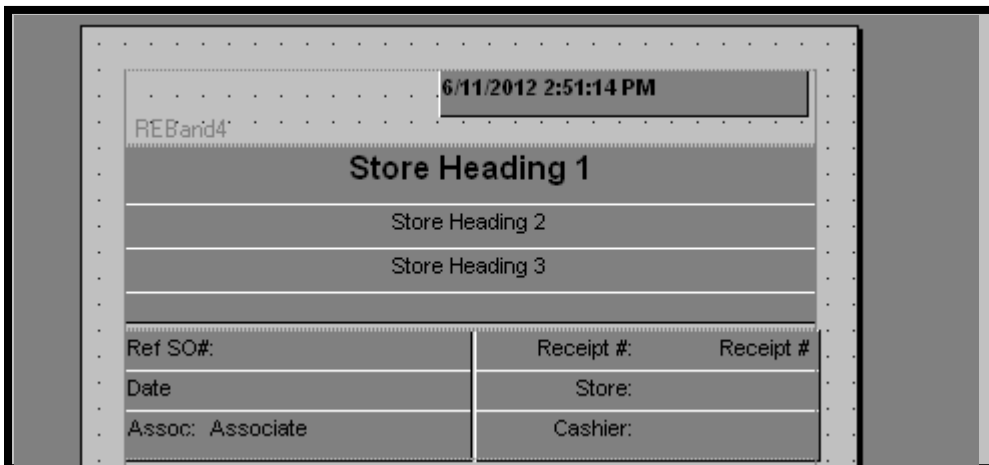 6/11/2012 2:51:14 PM
REBand4
Store Heading 1
Store Heading 2
Store Heading 3
Ref SO#: Receipt #: Receipt #
Date Store:
Assoc: Associate Cashier: